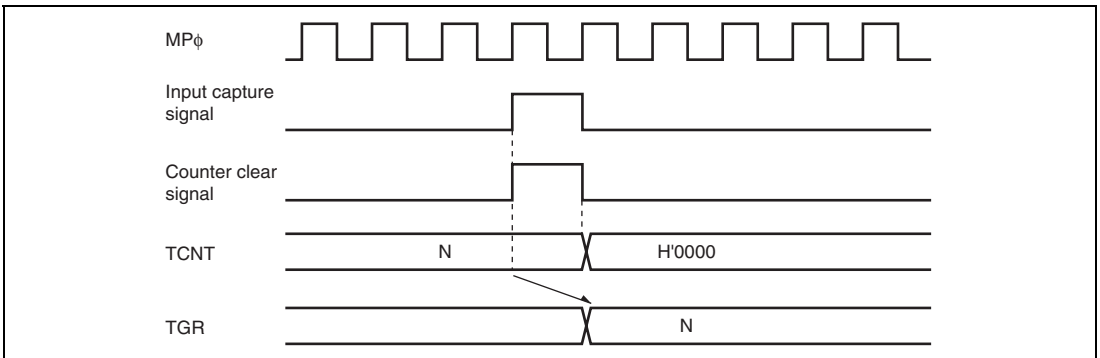 MPφ
Input capture
signal
Counter clear
signal
TCNT
N
H'0000
TGR
N